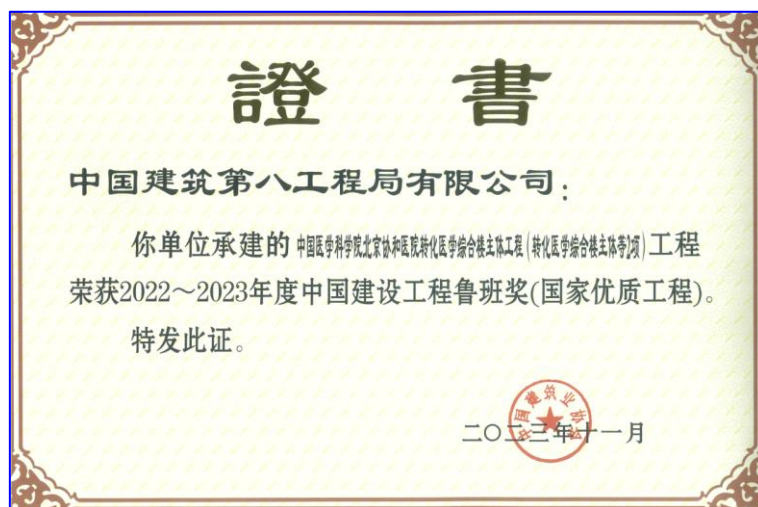 證 書
中国建筑第八工程局有限公司:
你单位承建的 中国医学科学院北京协和医院转化医学综合楼主体工程(转化医学综合楼主体等2项)工程
荣获2022～2023年度中国建设工程鲁班奖(国家优质工程)。
特发此证。
中国建筑业协会
二〇二三年十一月